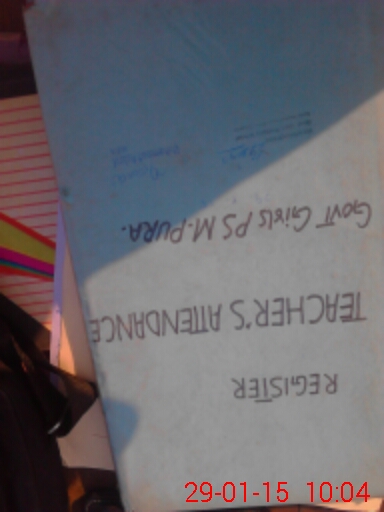 REGISTER
TEACHER'S ATTENDANCE
GOVT GIRLS PS M-PURA.
29-01-15 10:04